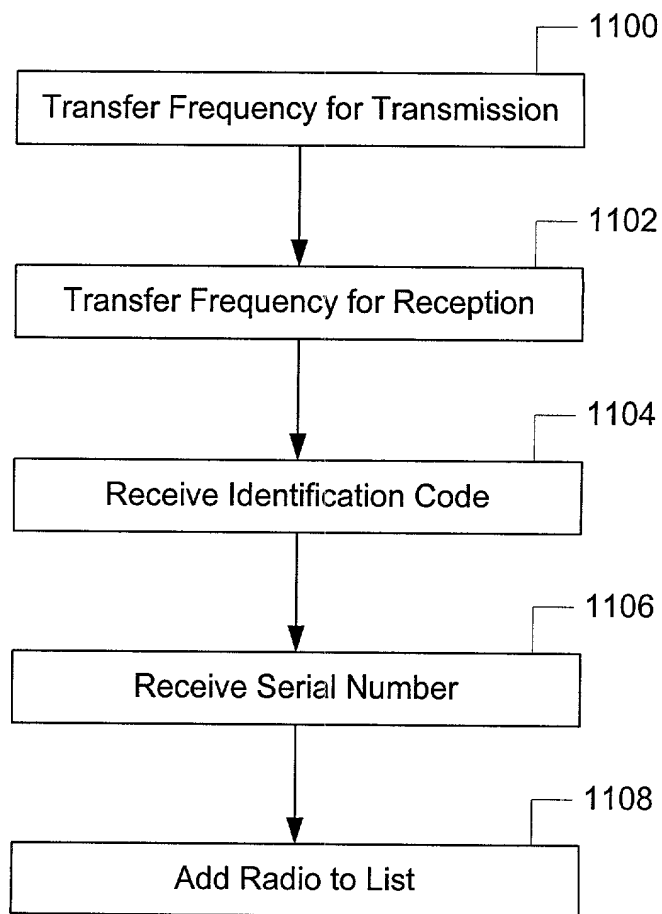 1100
Transfer Frequency for Transmission
1102
Transfer Frequency for Reception
1104
Receive Identification Code
1106
Receive Serial Number
1108
Add Radio to List